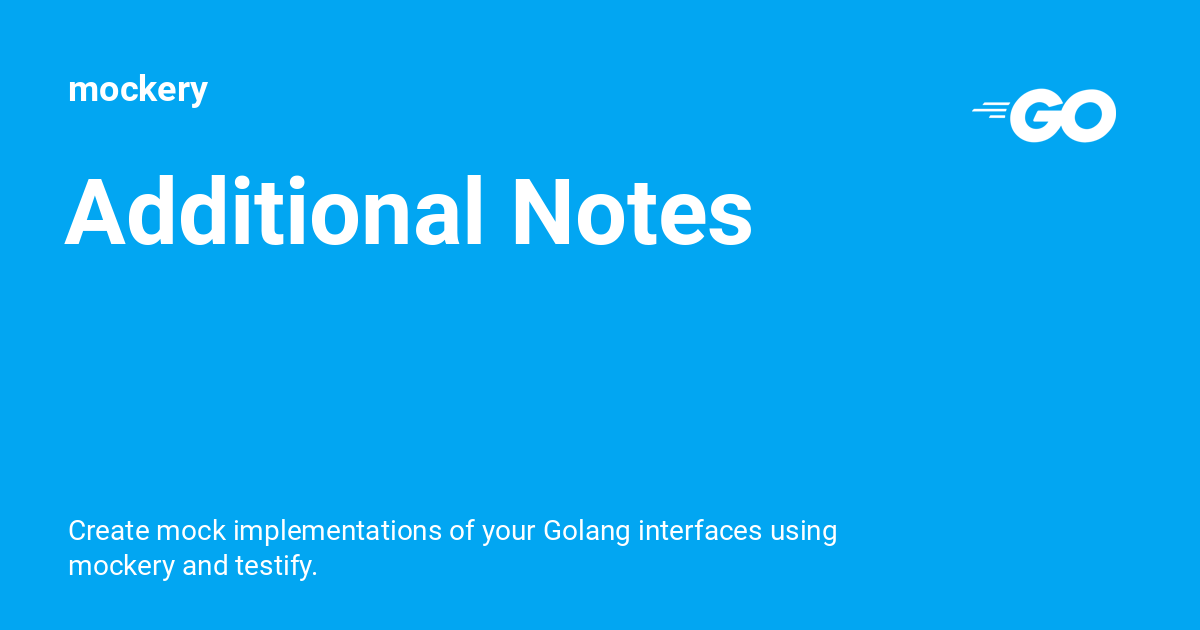 mockery
GO
Additional Notes
Create mock implementations of your Golang interfaces using
mockery and testify.